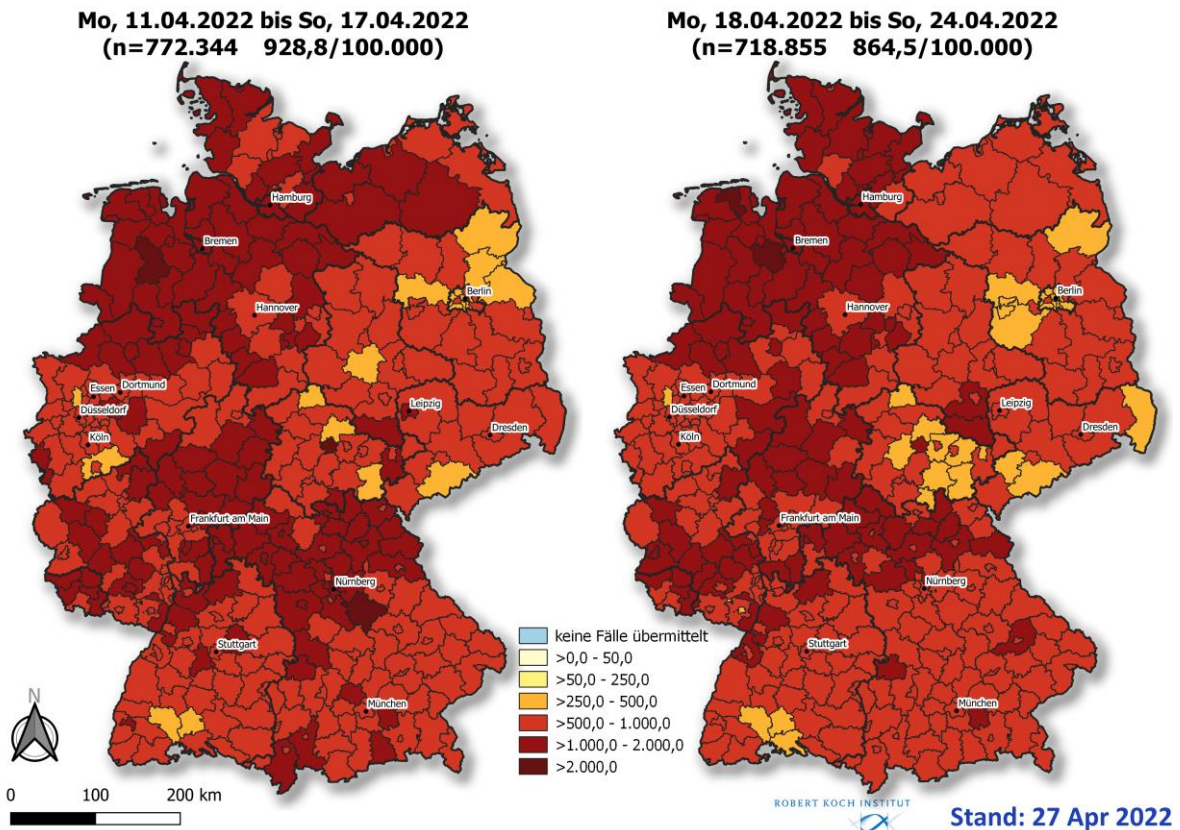 Mo, 11.04.2022 bis So, 17.04.2022
(n=772.344 928,8/100.000)
Mo, 18.04.2022 bis So, 24.04.2022
(n=718.855 864,5/100.000)
Hamburg
Bremen
Berlin
Hannover
Essen
Dortmund
Düsseldorf
Leipzig
Köln
Dresden
Frankfurt am Main
Nürnberg
Stuttgart
München
Hamburg
Bremen
Berlin
Hannover
Essen
Dortmund
Düsseldorf
Leipzig
Köln
Dresden
Frankfurt am Main
Nürnberg
Stuttgart
München
keine Fälle übermittelt
>0,0 - 50,0
>50,0 - 250,0
>250,0 - 500,0
>500,0 - 1.000,0
>1.000,0 - 2.000,0
>2.000,0
N
0 100 200 km
ROBERT KOCH INSTITUT
Stand: 27 Apr 2022